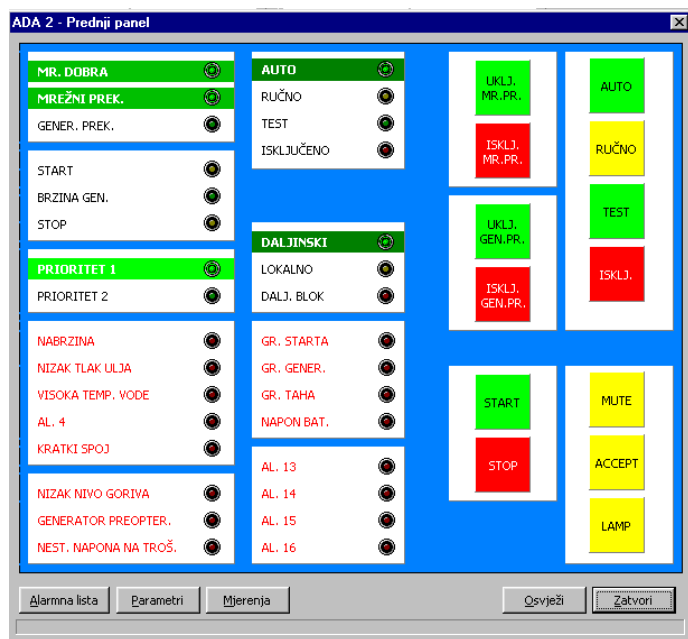 ADA 2 - Prednji panel
MR. DOBRA
MREŽNI PREK.
GENER. PREK.
START
BRZINA GEN.
STOP
PRIORITET 1
PRIORITET 2
NABRZINA
NIZAK TLAK ULJA
VISOKA TEMP. VODE
AL. 4
KRATKI SPOJ
NIZAK NIVO GORIVA
GENERATOR PREOPTER.
NEST. NAPONA NA TROŠ.
AUTO
RUČNO
TEST
ISKLJUČENO
DALJINSKI
LOKALNO
DALJ. BLOK
GR. STARTA
GR. GENER.
GR. TAHA
NAPON BAT.
AL. 13
AL. 14
AL. 15
AL. 16
UKLJ.
MR.PR.
ISKLJ.
MR.PR.
UKLJ.
GEN.PR.
ISKLJ.
GEN.PR.
START
STOP
AUTO
RUČNO
TEST
ISKLJ.
MUTE
ACCEPT
LAMP
Alarmna lista
Parametri
Mjerenja
Osvježi
Zatvori